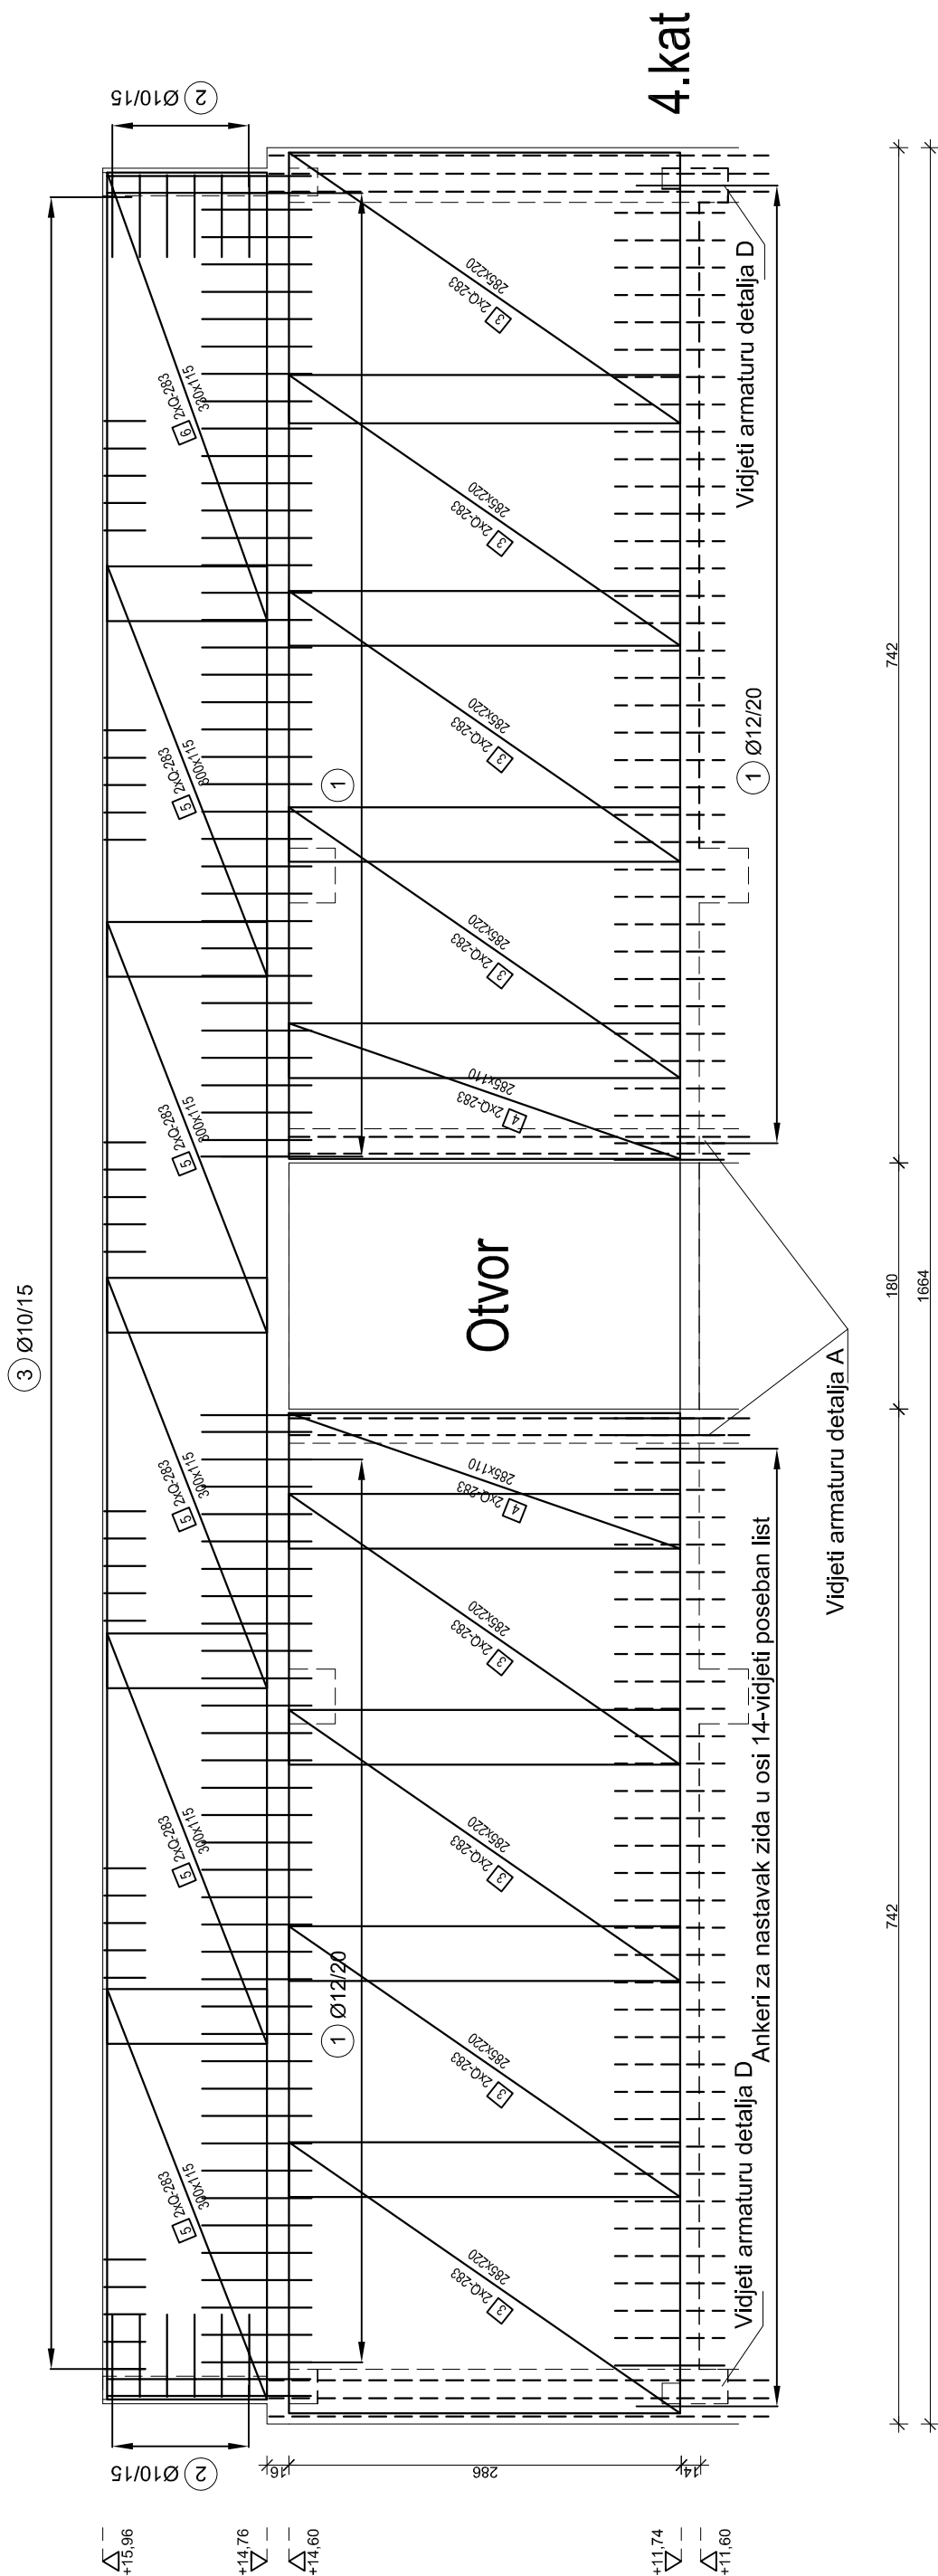 3 Ø10/15
2 Ø10/15
2 Ø10/15
4.kat
5 2xQ-283
300x115
5 2xQ-283
300x115
5 2xQ-283
300x115
5 2xQ-283
300x115
5 2xQ-283
300x115
6 2xQ-283
320x115
1 Ø12/20
1
3 2xQ-283
285x220
3 2xQ-283
285x220
3 2xQ-283
285x220
3 2xQ-283
285x220
4 2xQ-283
285x110
Otvor
4 2xQ-283
285x110
3 2xQ-283
285x220
3 2xQ-283
285x220
3 2xQ-283
285x220
3 2xQ-283
285x220
Vidjeti armaturu detalja D
Ankeri za nastavak zida u osi 14-vidjeti poseban list
1 Ø12/20
Vidjeti armaturu detalja D
Vidjeti armaturu detalja A
742
180
742
1664
16
286
14
+15,96
+14,76
+14,60
+11,74
+11,60